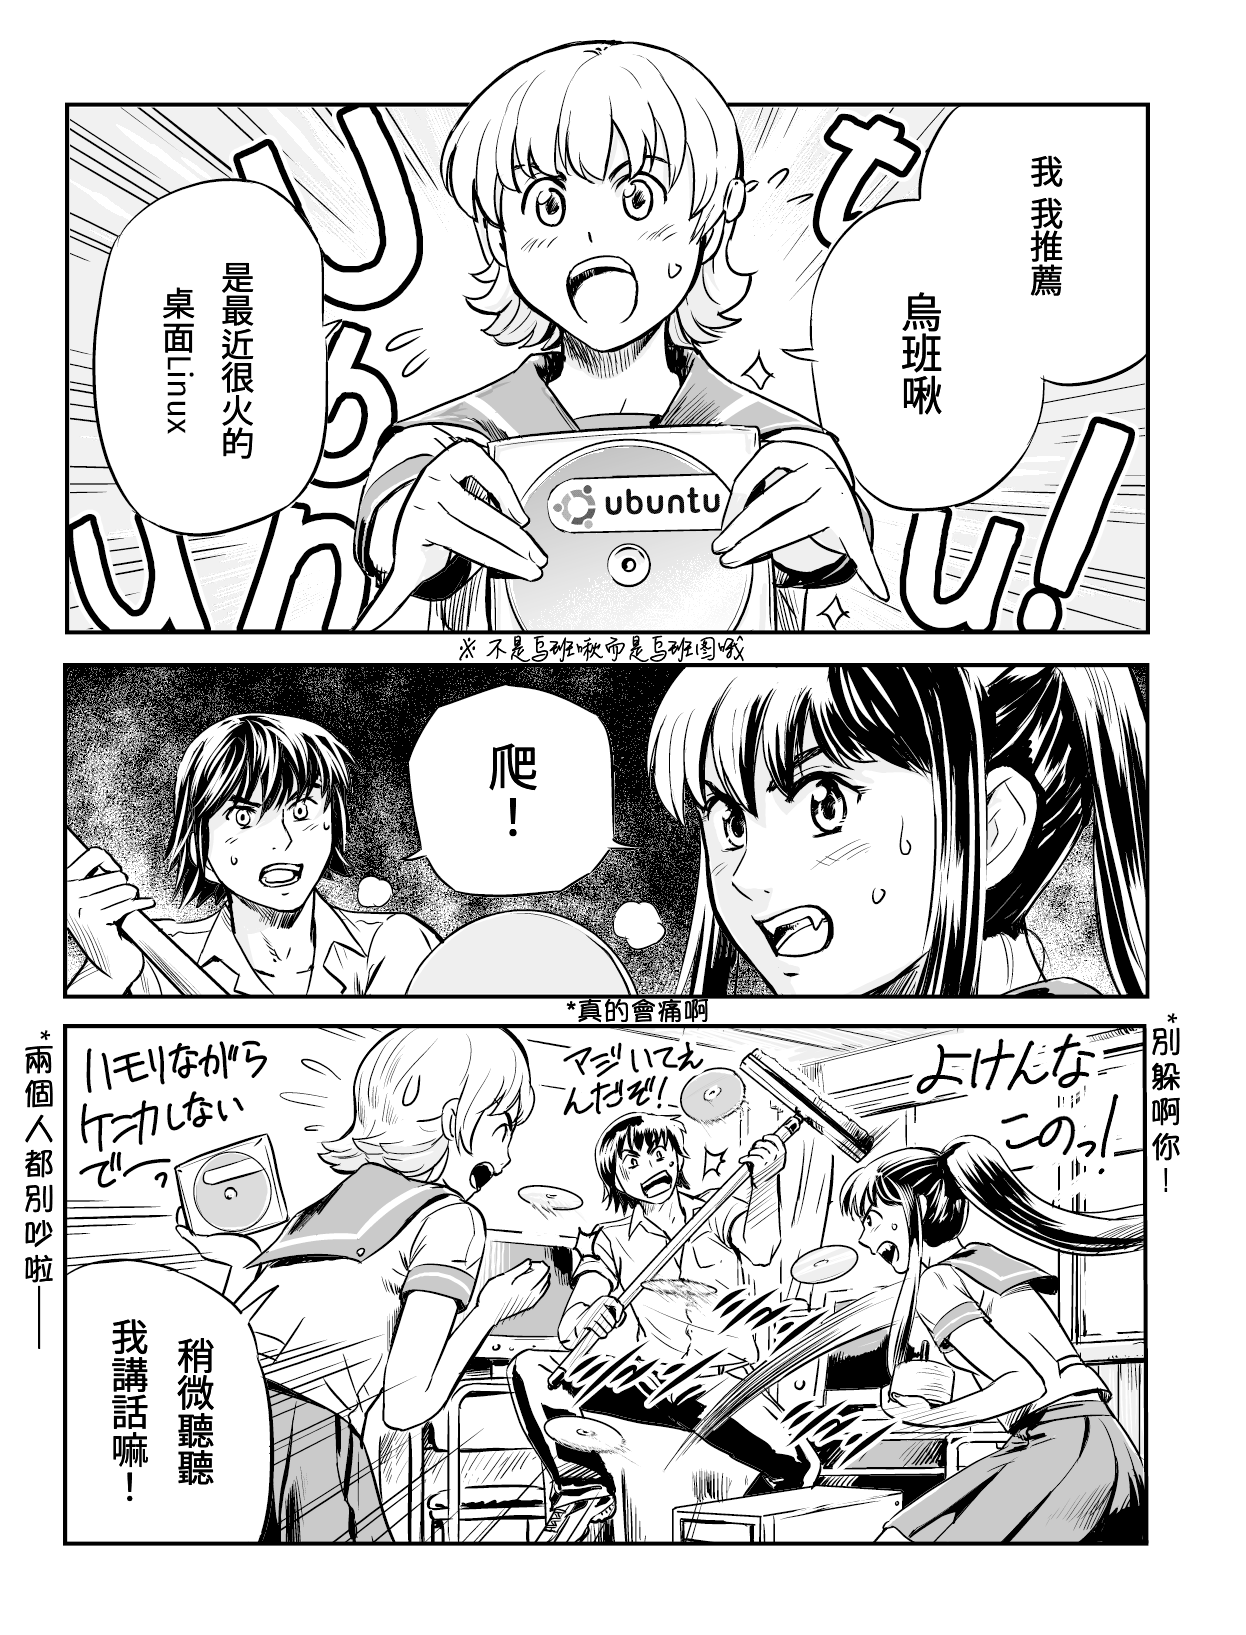 我 我推薦
烏班啾
是最近很火的
桌面Linux
Ubuntu!
ubuntu
※不是烏班啾而是烏班图哦
爬！
*真的會痛啊
*別躲啊你！
よけんな
このっ！
マジいてえ
んだぞ！
ハモりながら
ケンカしない
でーっ
*兩個人都別吵啦——
稍微聽聽
我講話嘛！